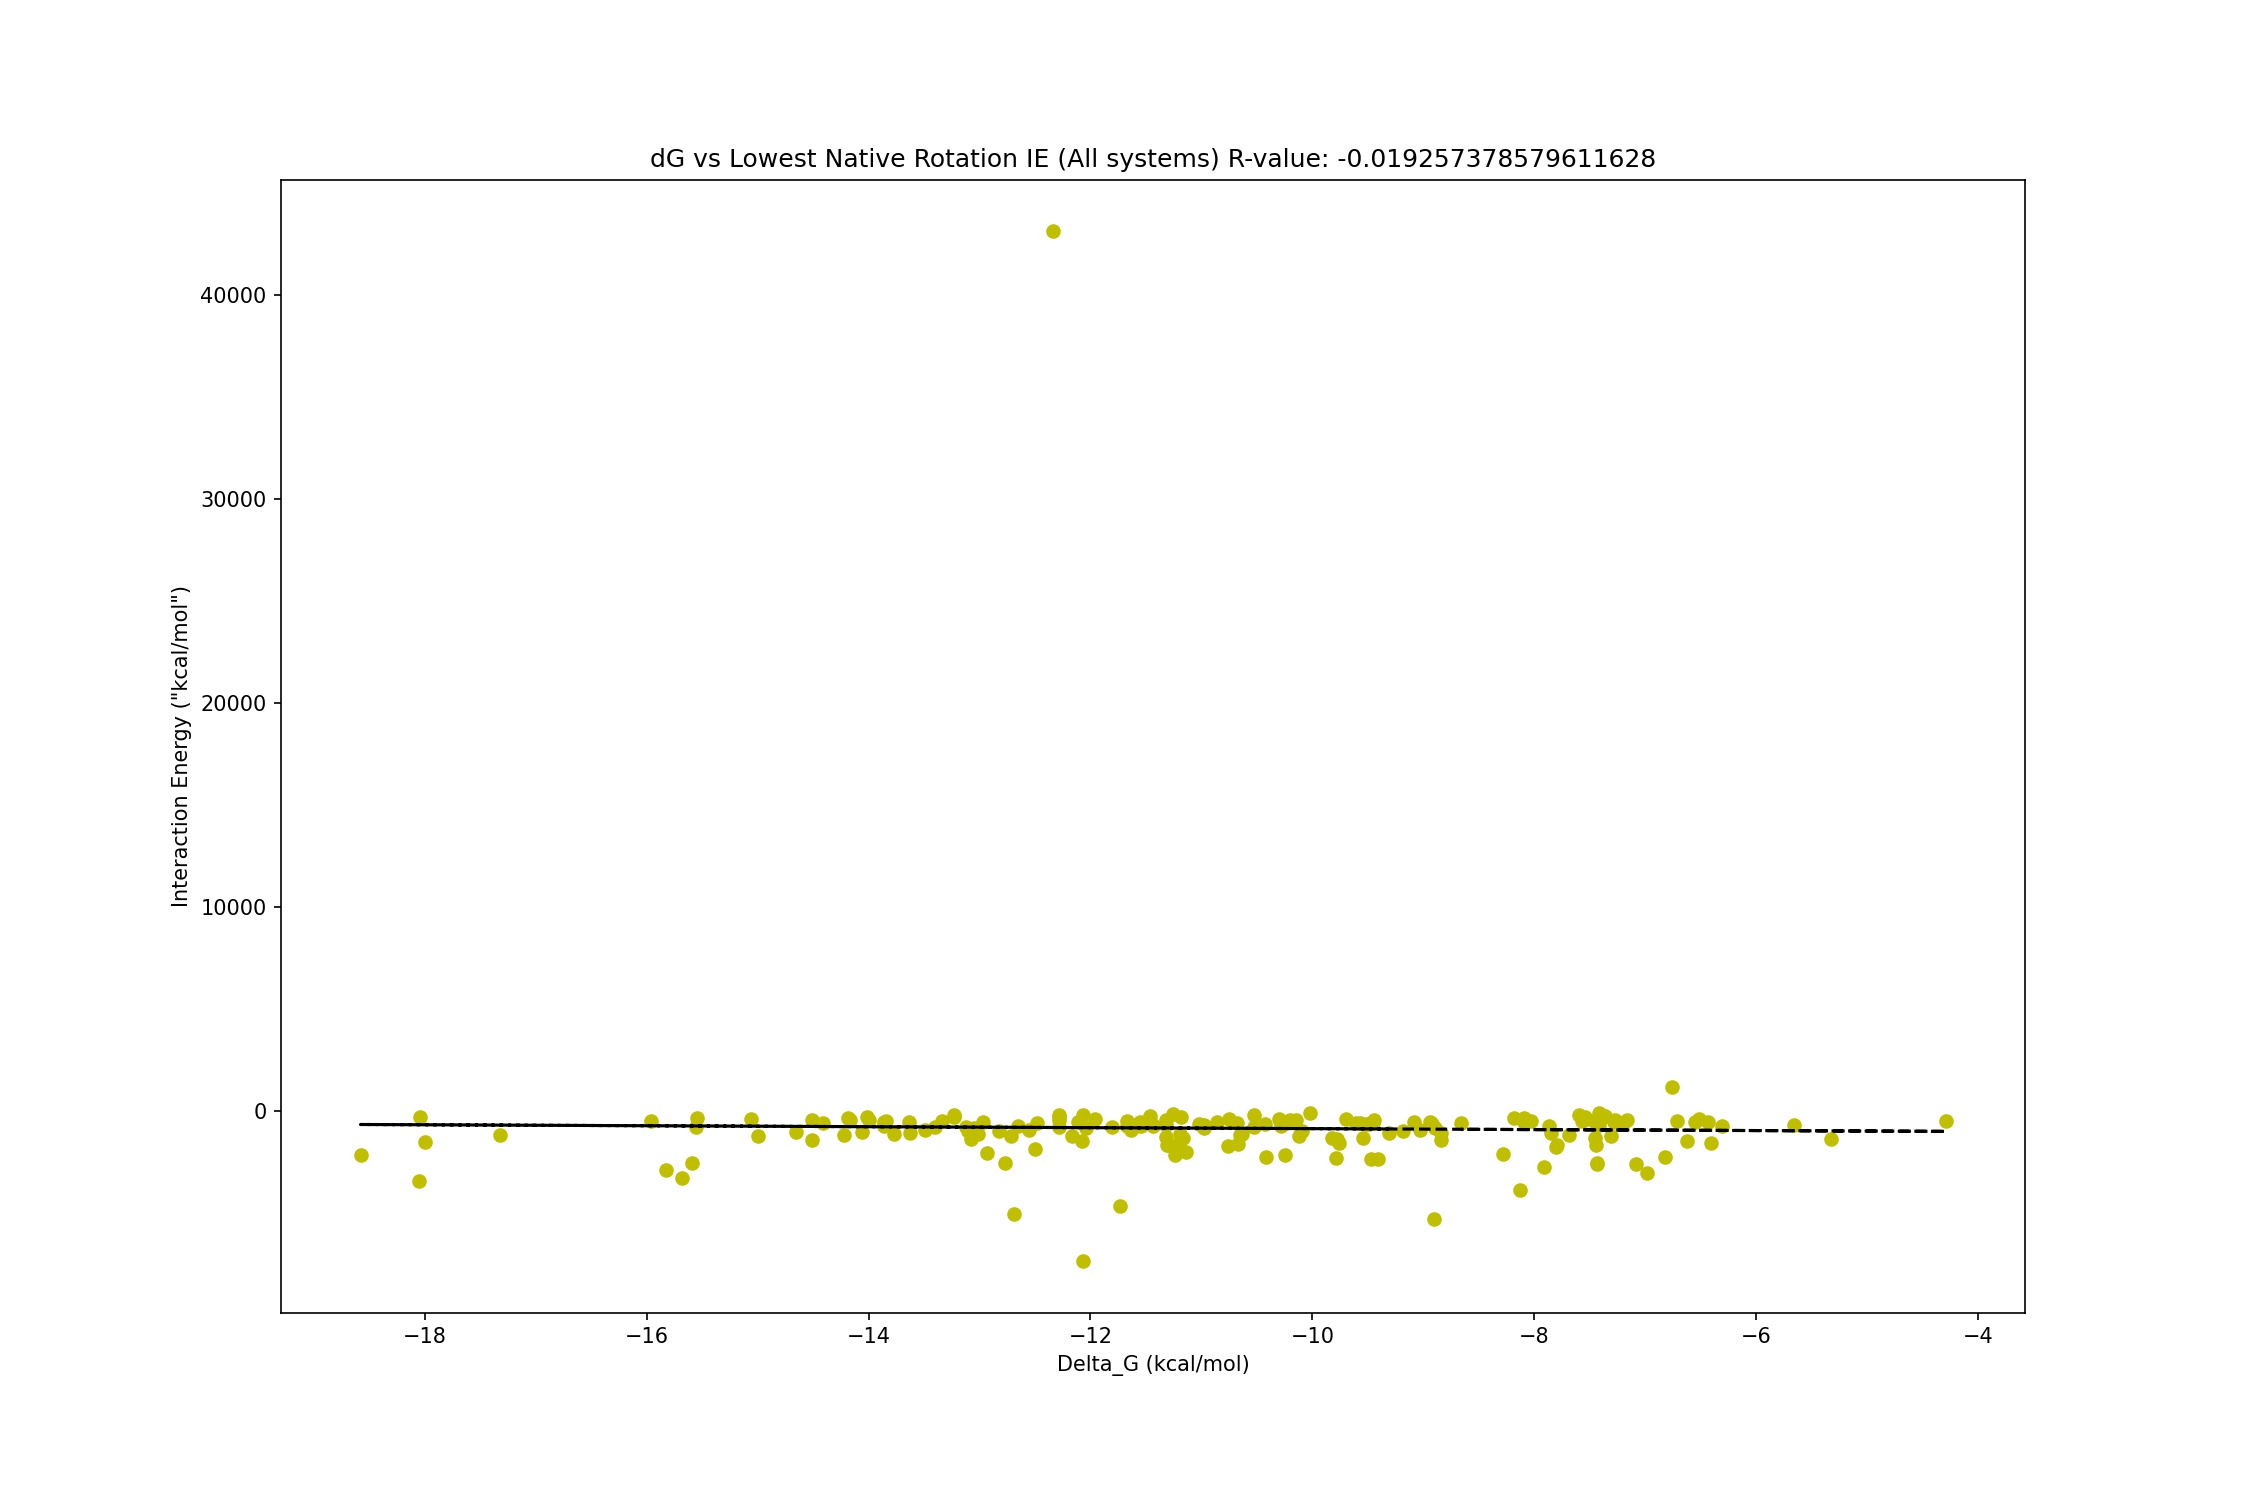 dG vs Lowest Native Rotation IE (All systems) R-value: -0.019257378579611628
40000
30000
20000
10000
0
Interaction Energy ("kcal/mol")
−18 −16 −14 −12 −10 −8 −6 −4
Delta_G (kcal/mol)